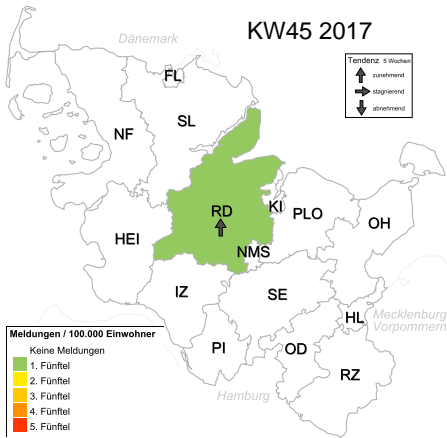 KW45 2017
Dänemark
Tendenz 5 Wochen
zunehmend
stagnierend
abnehmend
FL
SL
NF
RD
KI
PLO
OH
HEI
NMS
IZ
SE
HL
Mecklenburg
Vorpommern
PI
OD
RZ
Hamburg
Meldungen / 100.000 Einwohner
Keine Meldungen
1. Fünftel
2. Fünftel
3. Fünftel
4. Fünftel
5. Fünftel